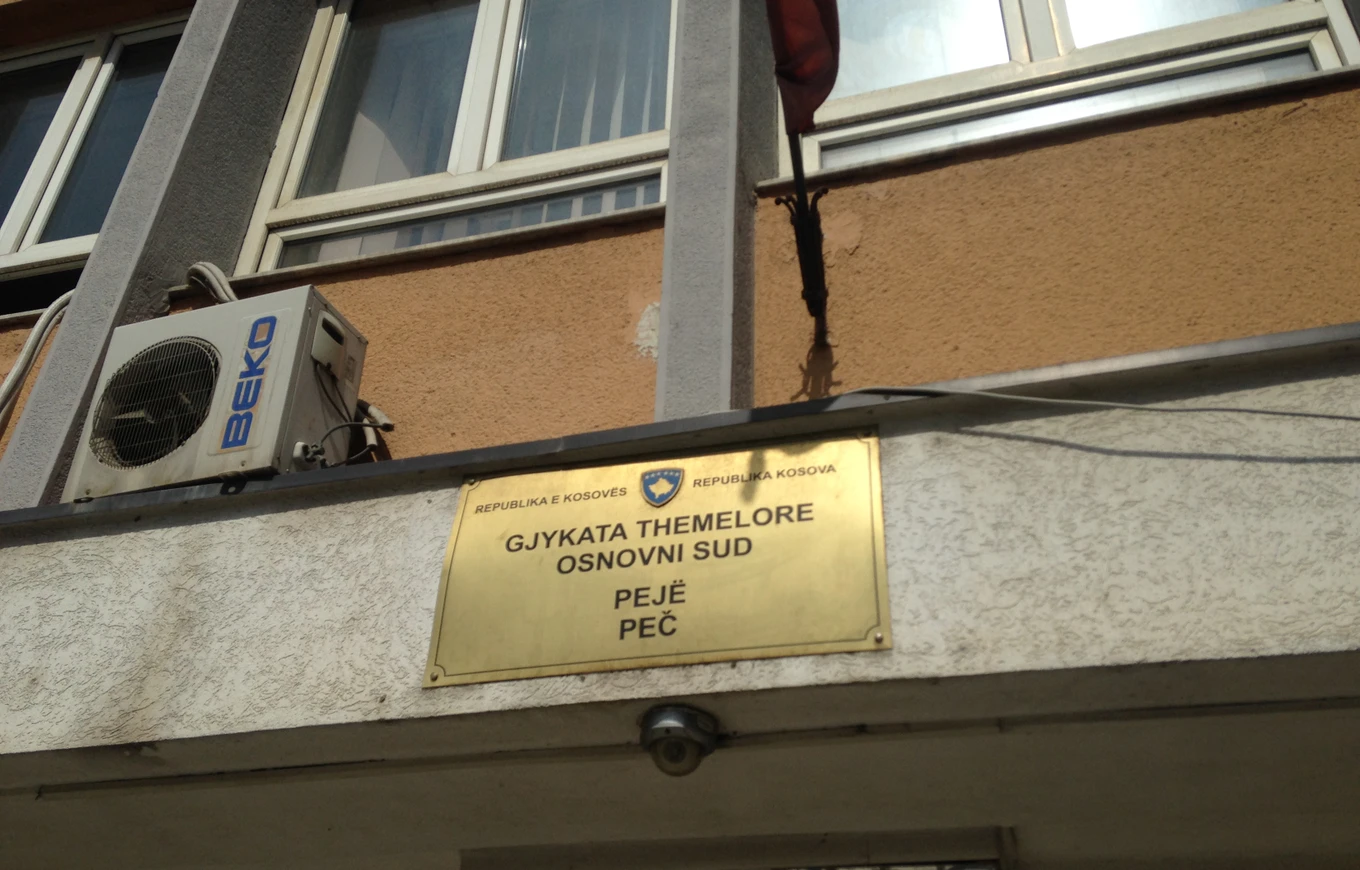 BEKO
REPUBLIKA E KOSOVËS
REPUBLIKA KOSOVA
GJYKATA THEMELORE
OSNOVNI SUD
PEJË
PEČ